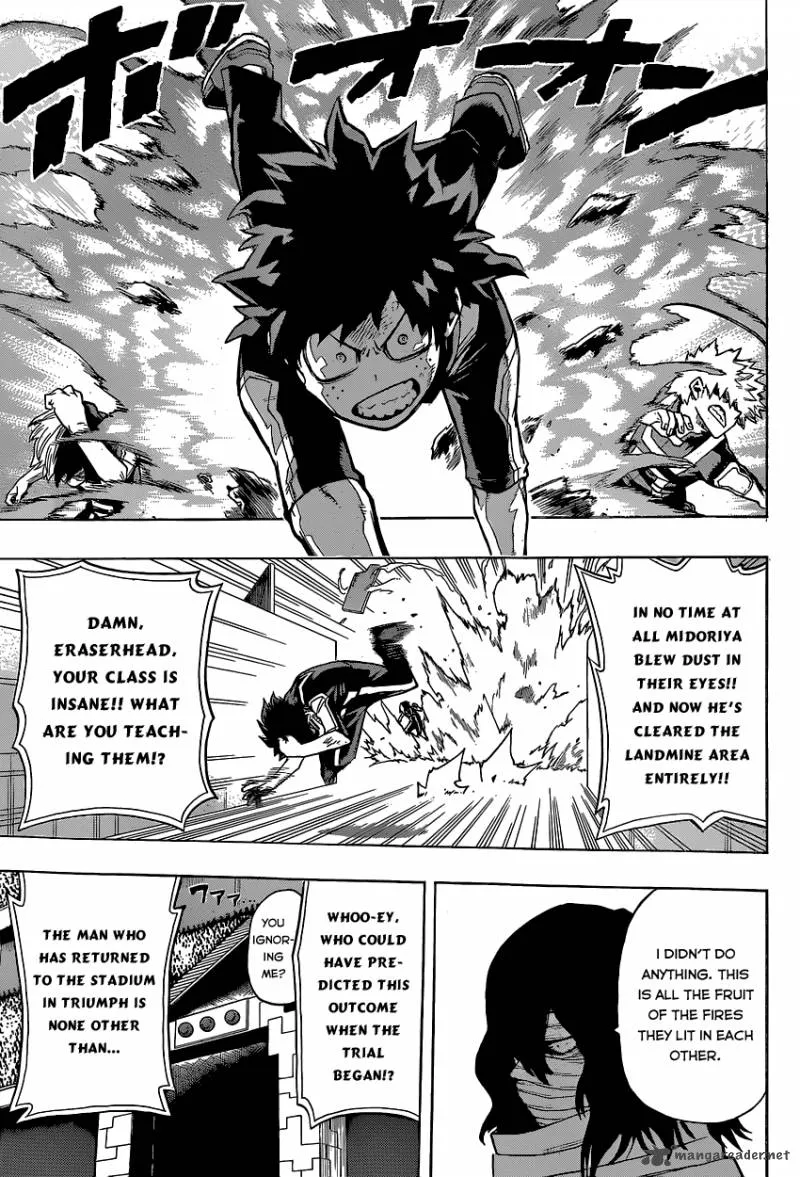 ボオオーン
IN NO TIME AT
ALL MIDORIYA
BLEW DUST IN
THEIR EYES!!
AND NOW HE'S
CLEARED THE
LANDMINE AREA
ENTIRELY!!
DAMN,
ERASERHEAD,
YOUR CLASS IS
INSANE!! WHAT
ARE YOU TEACH-
ING THEM!?
I DIDN'T DO
ANYTHING. THIS
IS ALL THE FRUIT
OF THE FIRES
THEY LIT IN EACH
OTHER.
WHOO-EY,
WHO COULD
HAVE PRE-
DICTED THIS
OUTCOME
WHEN THE
TRIAL
BEGAN!?
YOU
IGNOR-
ING
ME?
ワアァ...
THE MAN WHO
HAS RETURNED
TO THE STADIUM
IN TRIUMPH IS
NONE OTHER
THAN...
mangareader.net